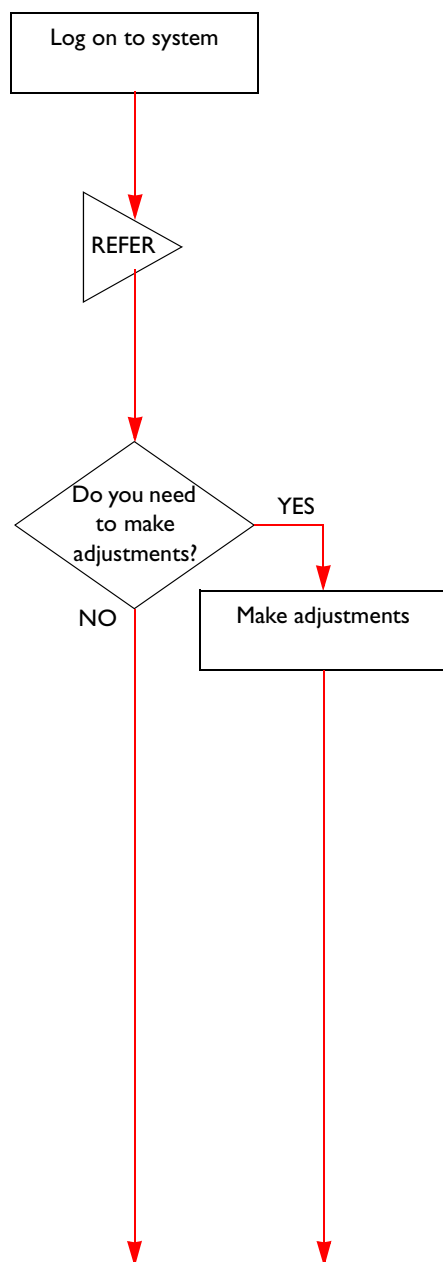 Log on to system
REFER
Do you need
to make
adjustments?
YES
NO
Make adjustments